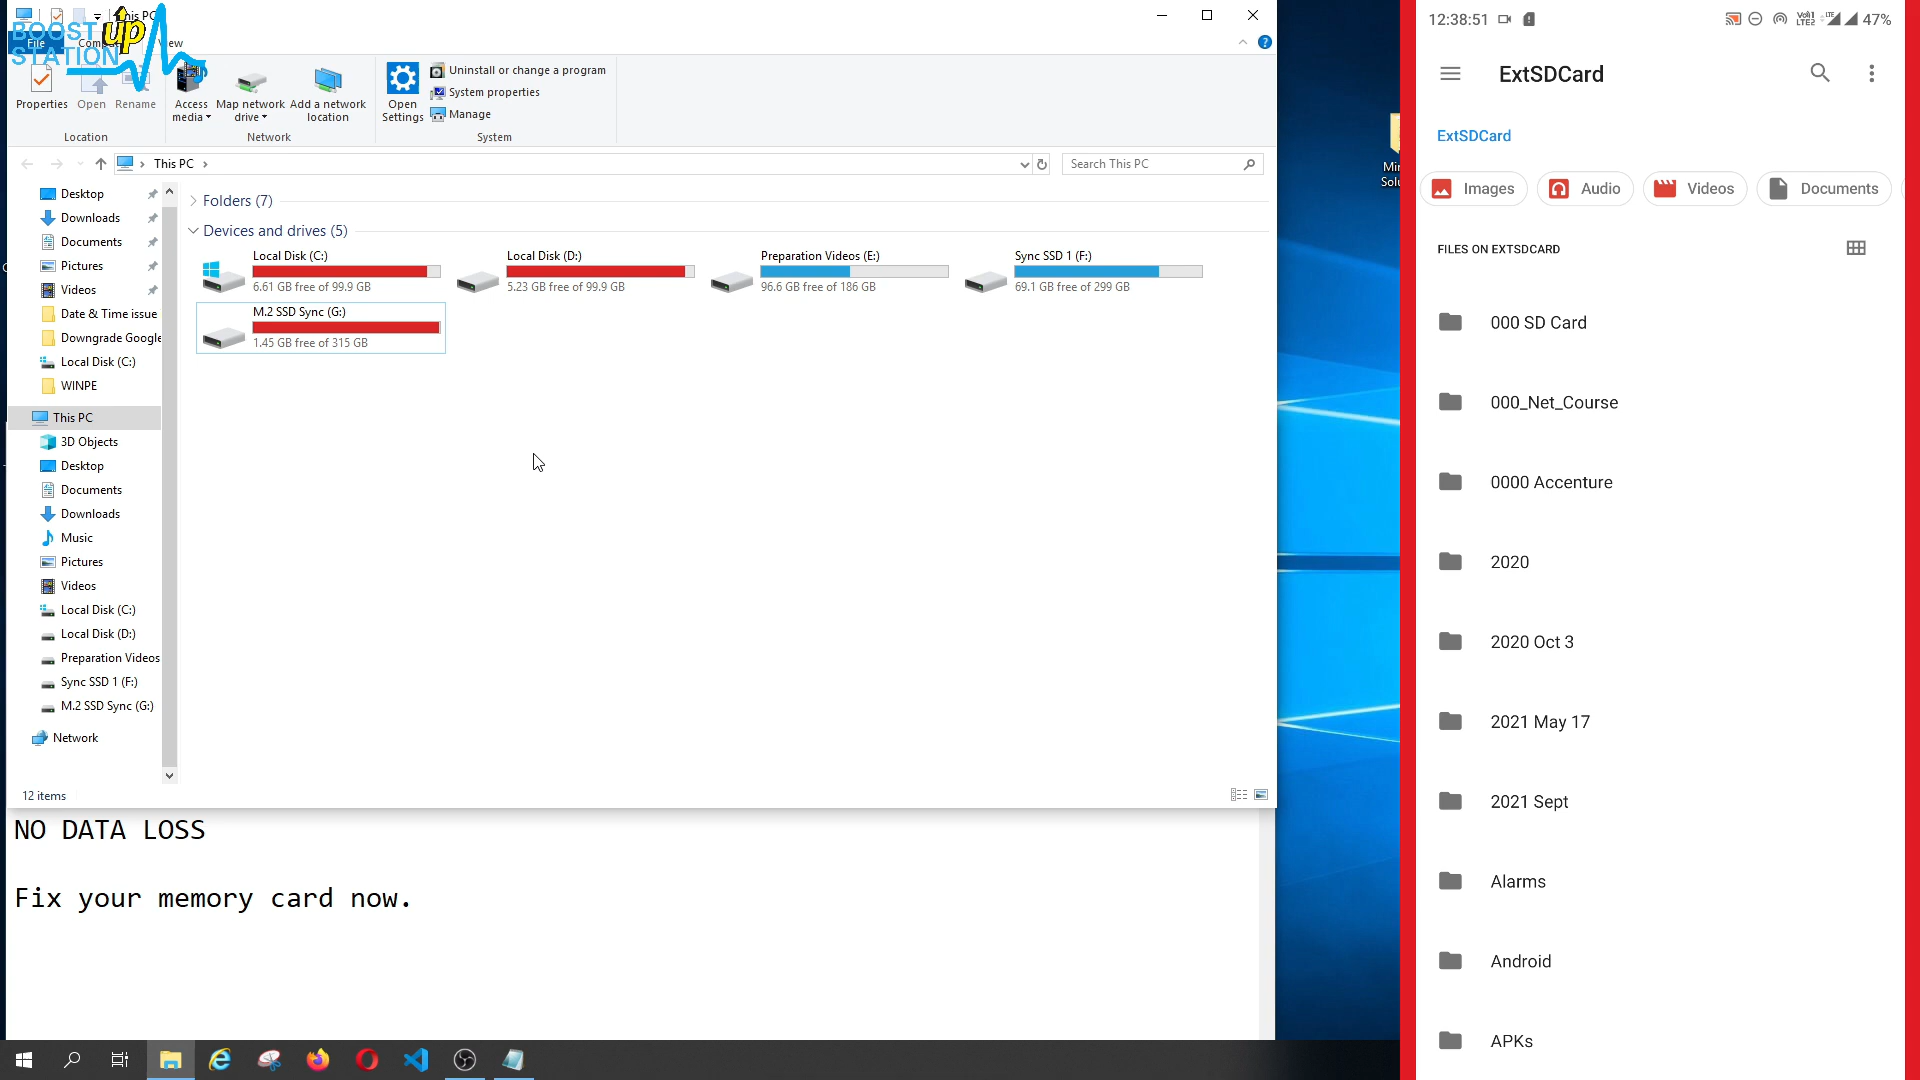 This PC
BOOST up
STATION
File
View
Properties
Open
Rename
Access
media
Map network
drive
Add a network
location
Open
Settings
Uninstall or change a program
System properties
Manage
Location
Network
System
This PC
Search This PC
Desktop
Downloads
Documents
Pictures
Videos
Date & Time issue
Downgrade Google
Local Disk (C:)
WINPE
This PC
3D Objects
Desktop
Documents
Downloads
Music
Pictures
Videos
Local Disk (C:)
Local Disk (D:)
Preparation Videos
Sync SSD 1 (F:)
M.2 SSD Sync (G:)
Network
12 items
Folders (7)
Devices and drives (5)
Local Disk (C:)
6.61 GB free of 99.9 GB
Local Disk (D:)
5.23 GB free of 99.9 GB
Preparation Videos (E:)
96.6 GB free of 186 GB
Sync SSD 1 (F:)
69.1 GB free of 299 GB
M.2 SSD Sync (G:)
1.45 GB free of 315 GB
NO DATA LOSS
Fix your memory card now.
12:38:51
47%
ExtSDCard
ExtSDCard
Images
Audio
Videos
Documents
FILES ON EXTSDCARD
000 SD Card
000_Net_Course
0000 Accenture
2020
2020 Oct 3
2021 May 17
2021 Sept
Alarms
Android
APKs